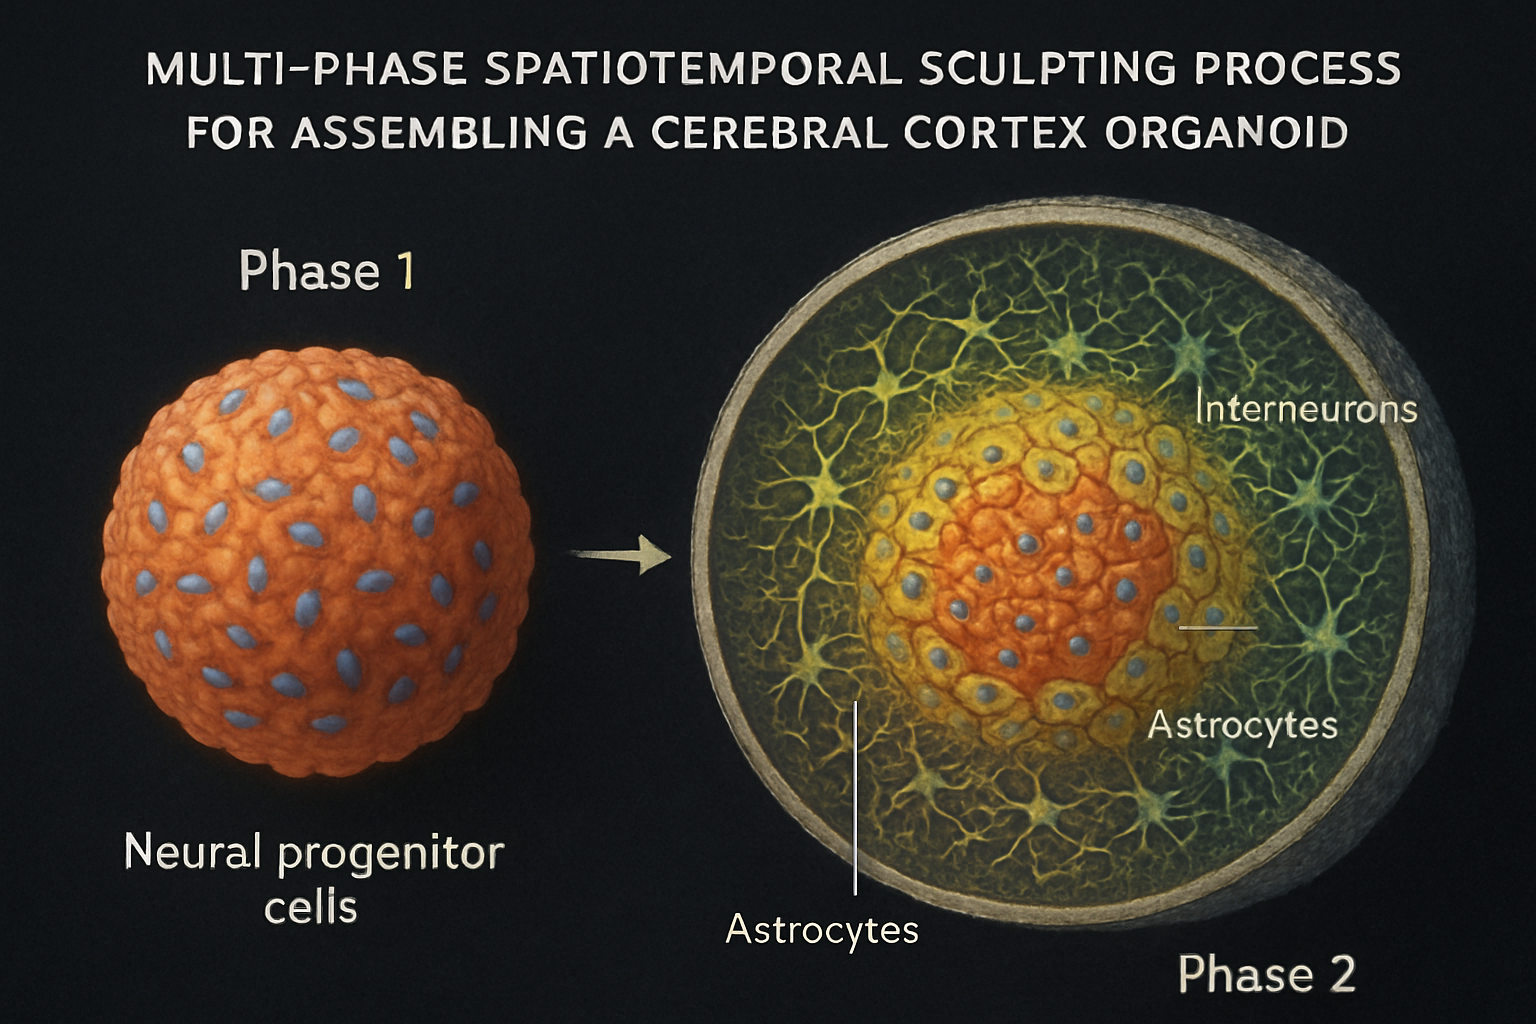 MULTI-PHASE SPATIOTEMPORAL SCULPTING PROCESS
FOR ASSEMBLING A CEREBRAL CORTEX ORGANOID
Phase 1
Neural progenitor
cells
Interneurons
Astrocytes
Astrocytes
Phase 2